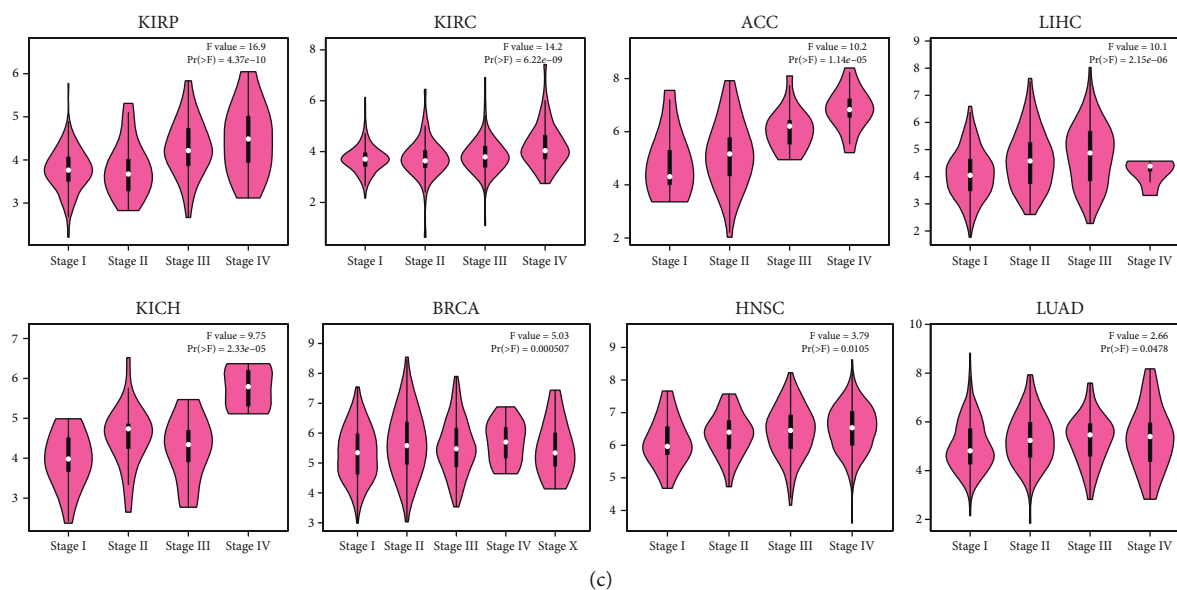 KIRP
F value = 16.9
Pr(>F) = 4.37e−10
6
5
4
3
Stage I Stage II Stage III Stage IV
KIRC
F value = 14.2
Pr(>F) = 6.22e−09
8
6
4
2
Stage I Stage II Stage III Stage IV
ACC
F value = 10.2
Pr(>F) = 1.14e−05
8
6
4
2
Stage I Stage II Stage III Stage IV
LIHC
F value = 10.1
Pr(>F) = 2.15e−06
9
8
7
6
5
4
3
2
Stage I Stage II Stage III Stage IV
KICH
F value = 9.75
Pr(>F) = 2.33e−05
7
6
5
4
3
Stage I Stage II Stage III Stage IV
BRCA
F value = 5.03
Pr(>F) = 0.000507
9
8
7
6
5
4
3
Stage I Stage II Stage III Stage IV Stage X
HNSC
F value = 3.79
Pr(>F) = 0.0105
9
8
7
6
5
4
Stage I Stage II Stage III Stage IV
LUAD
F value = 2.66
Pr(>F) = 0.0478
10
8
6
4
2
Stage I Stage II Stage III Stage IV
(c)